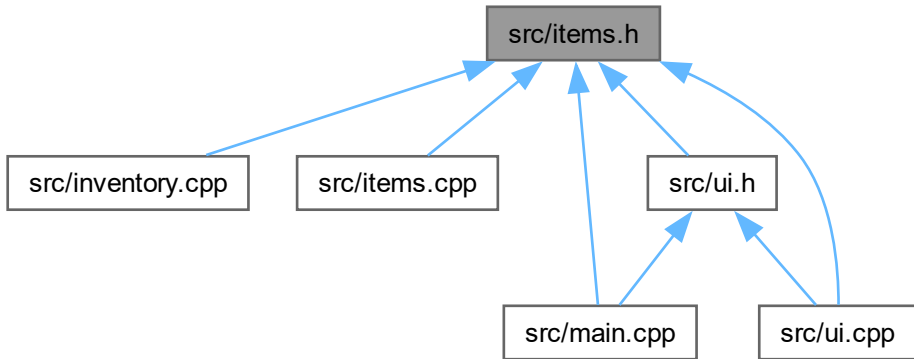 src/items.h
src/inventory.cpp
src/items.cpp
src/ui.h
src/main.cpp
src/ui.cpp